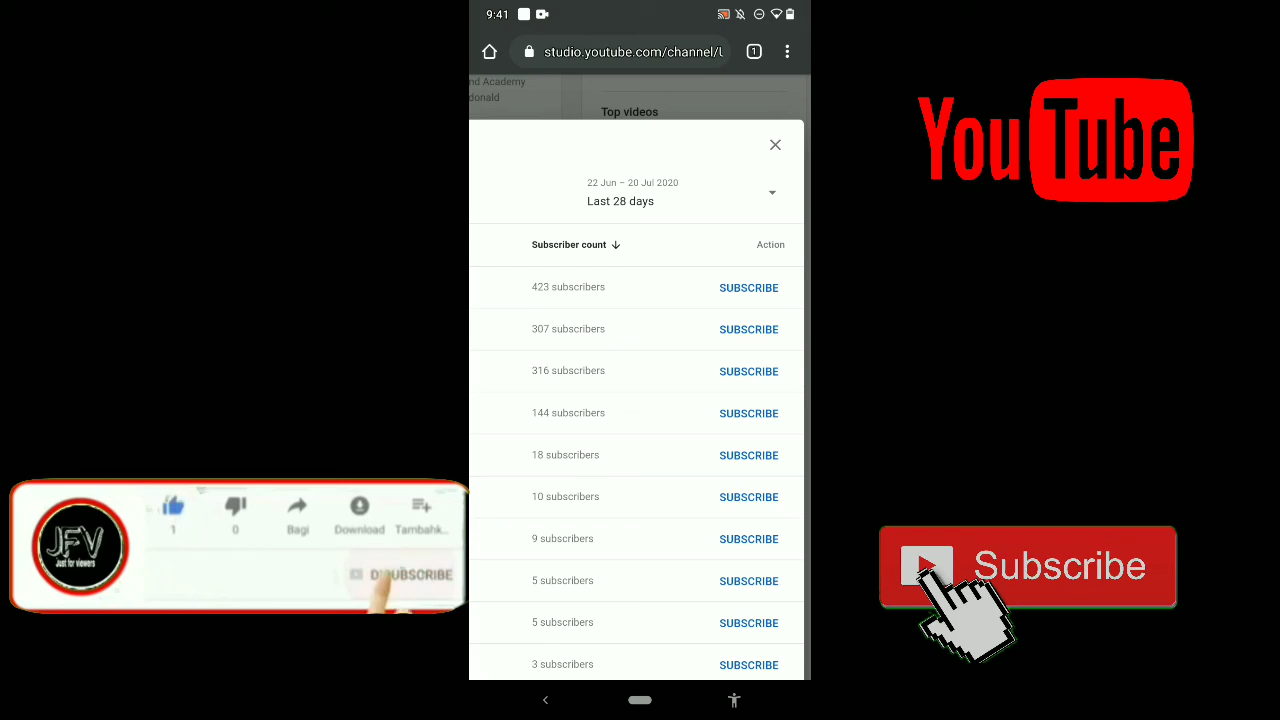 9:41
studio.youtube.com/channel/
1
nd Academy
donald
Top videos
22 Jun – 20 Jul 2020
Last 28 days
Subscriber count
Action
423 subscribers
SUBSCRIBE
307 subscribers
SUBSCRIBE
316 subscribers
SUBSCRIBE
144 subscribers
SUBSCRIBE
18 subscribers
SUBSCRIBE
10 subscribers
SUBSCRIBE
9 subscribers
SUBSCRIBE
5 subscribers
SUBSCRIBE
5 subscribers
SUBSCRIBE
3 subscribers
SUBSCRIBE
YouTube
JFV
Just for viewers
1
0
Bagi
Download
Tambahk...
Subscribe